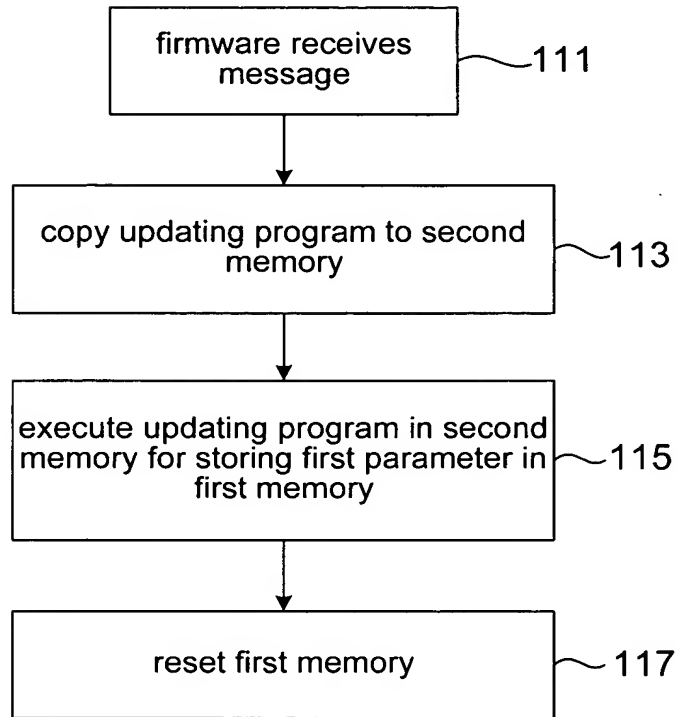 firmware receives
message
111
copy updating program to second
memory
113
execute updating program in second
memory for storing first parameter in
first memory
115
reset first memory
117